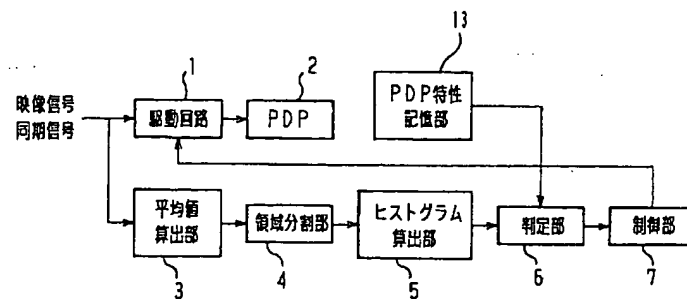 13
1
2
映像信号
同期信号
駆動回路
PDP
PDP特性
記憶部
平均値
算出部
領域分割部
ヒストグラム
算出部
判定部
制御部
3
4
5
6
7